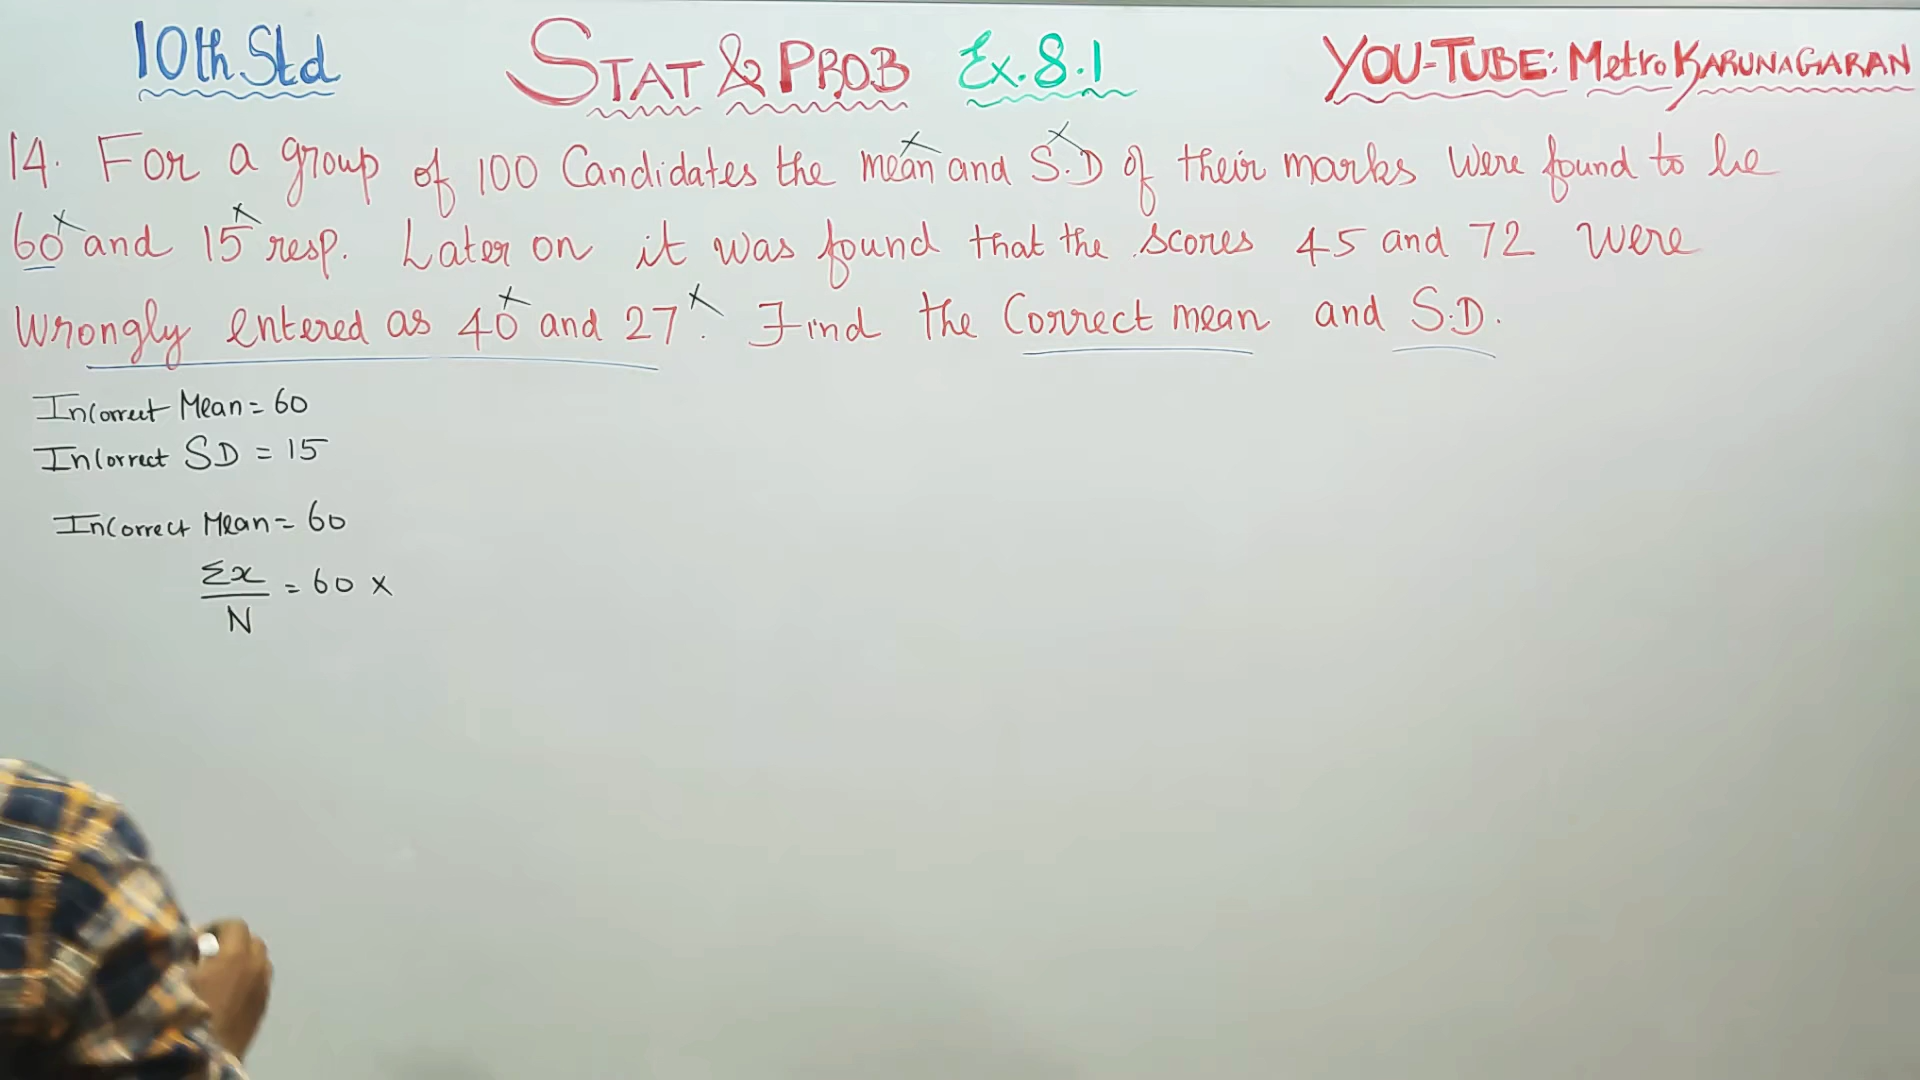 10th Std STAT & PROB Ex. 8.1 YOU-TUBE: Metro KARUNAGARAN
14. For a group of 100 Candidates the mean and S.D of their marks were found to be
60 and 15 resp. Later on it was found that the scores 45 and 72 were
wrongly entered as 40 and 27. Find the Correct mean and S.D.
Incorrect Mean = 60
Incorrect SD = 15
Incorrect Mean = 60
Σx/N = 60 x